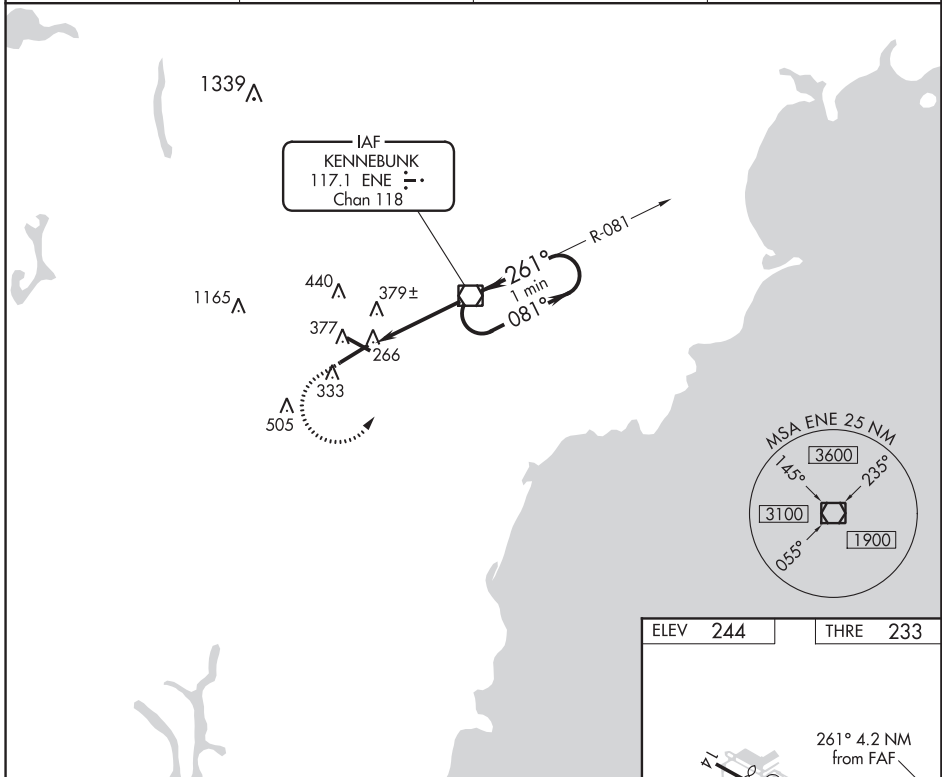 1339
IAF
KENNEBUNK
117.1 ENE
Chan 118
R-081
261°
1 min
081°
440
379±
1165
377
266
333
505
MSA ENE 25 NM
3600
145°
235°
3100
1900
055°
ELEV 244
THRE 233
261° 4.2 NM
from FAF
14